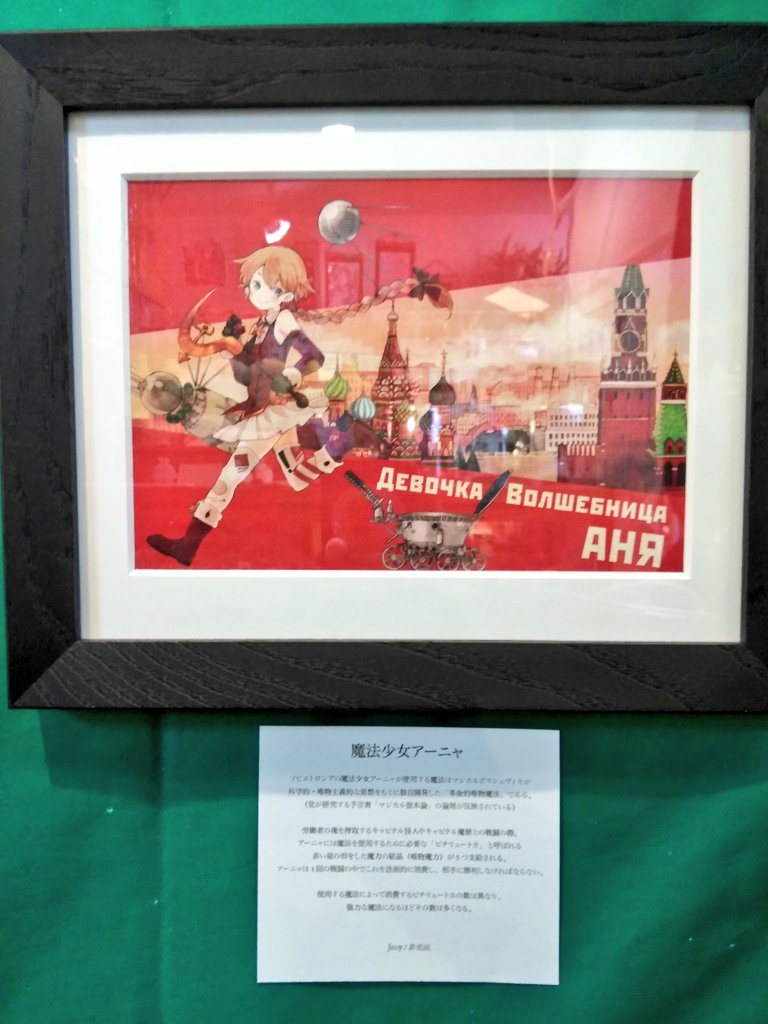 ДЕВОЧКА ВОЛШЕБНИЦА
АНЯ
魔法少女アーニャ
ソビエトロシアの魔法少女アーニャが使用する魔法はマジカルボリシェヴィキが
科学的・唯物主義的な思想をもとに独自開発した「革命的唯物魔法」である。
(党が研究する予言書「マジカル資本論」の論理が反映されている)
労働者の魂を搾取するキャピタル怪人やキャピタル魔獣との戦闘の際、
アーニャには魔法を使用するために必要な「ピチリュートカ」と呼ばれる
赤い星の形をした魔力の結晶(唯物魔力)が4つ支給される。
アーニャは1回の戦闘の中でこれを計画的に消費し、相手に勝利しなければならない。
使用する魔法によって消費するピチリュートカの数は異なり、
強力な魔法になるほどその数は多くなる。
/ 非売品